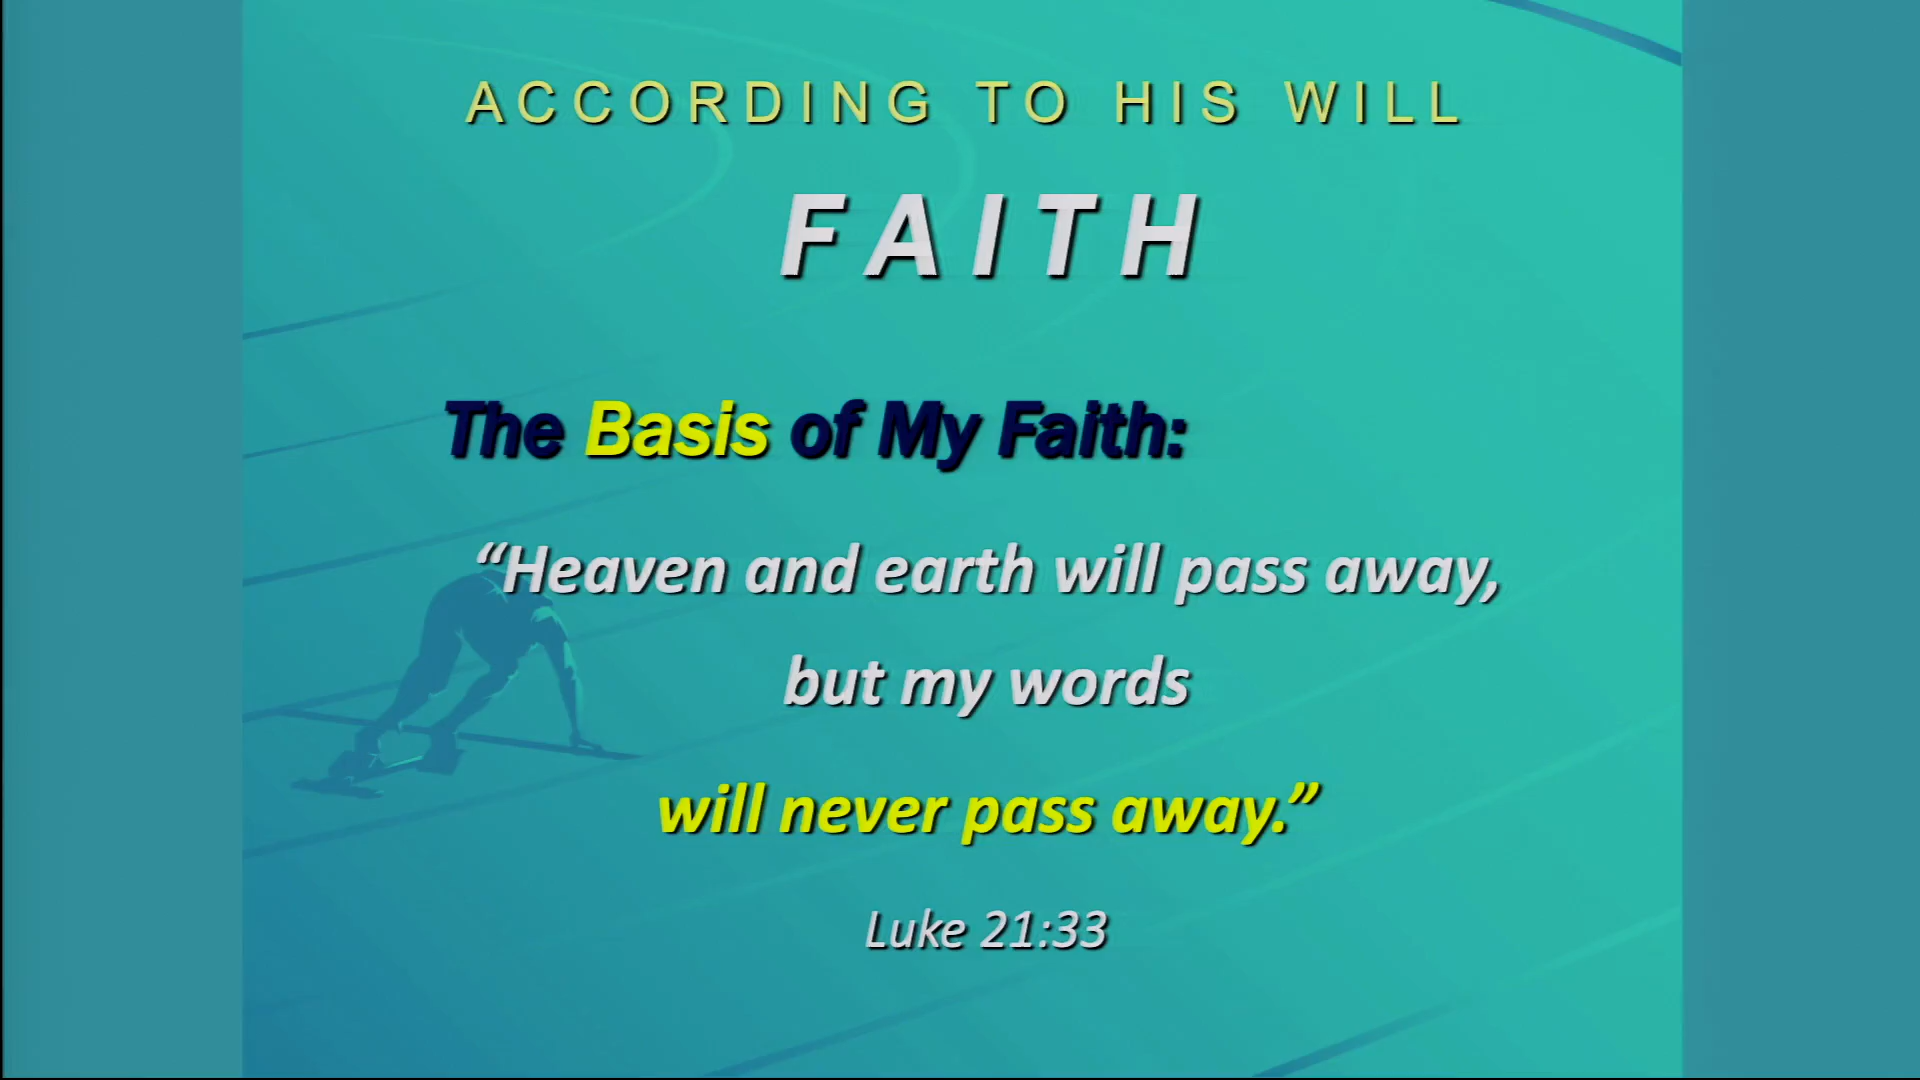 ACCORDING TO HIS WILL
FAITH
The Basis of My Faith:
“Heaven and earth will pass away,
but my words
will never pass away.”
Luke 21:33